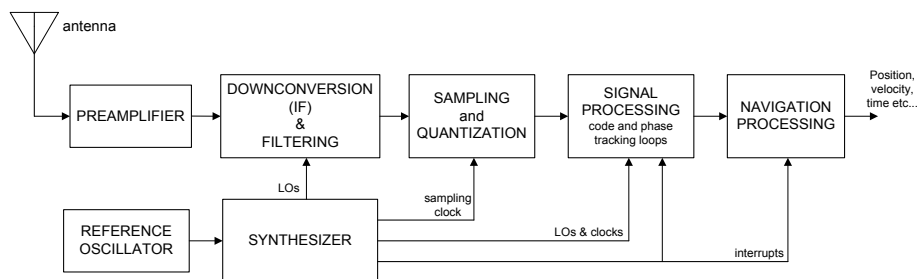 antenna
PREAMPLIFIER
DOWNCONVERSION
(IF)
&
FILTERING
SAMPLING
and
QUANTIZATION
SIGNAL
PROCESSING
code and phase
tracking loops
NAVIGATION
PROCESSING
Position,
velocity,
time etc...
LOs
sampling
clock
REFERENCE
OSCILLATOR
SYNTHESIZER
LOs & clocks
interrupts